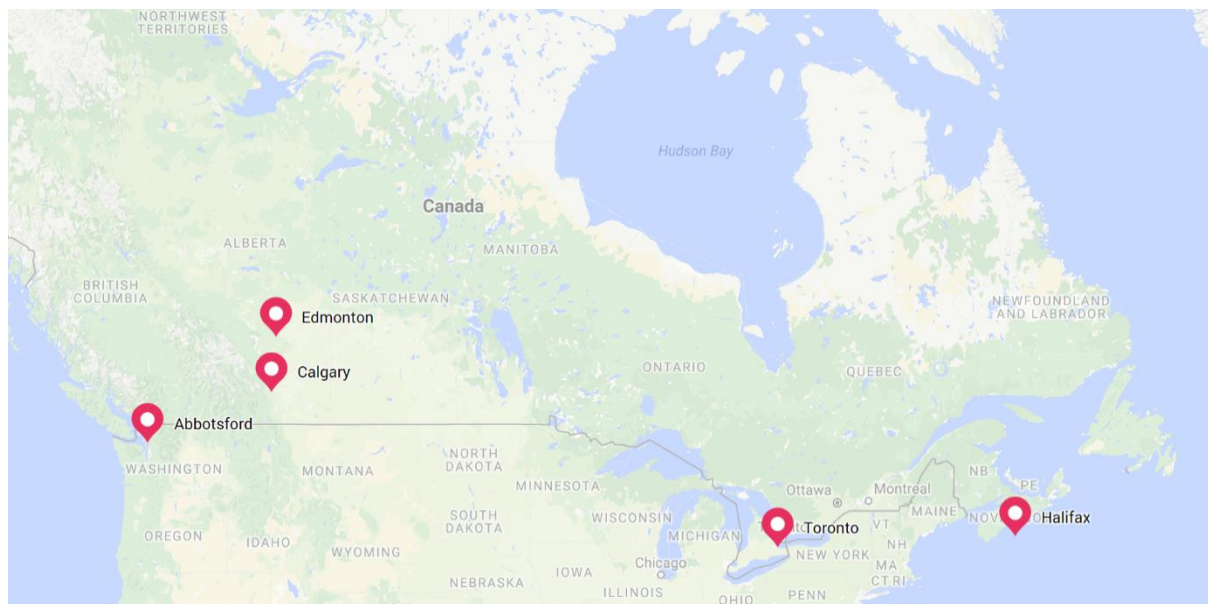 NORTHWEST
TERRITORIES
Hudson Bay
Canada
ALBERTA
MANITOBA
BRITISH
COLUMBIA
SASKATCHEWAN
NEWFOUNDLAND
AND LABRADOR
Edmonton
Calgary
ONTARIO
QUEBEC
Abbotsford
WASHINGTON
MONTANA
NORTH
DAKOTA
NB
PE
MINNESOTA
Ottawa
Montreal
MAINE
Halifax
OREGON
IDAHO
SOUTH
DAKOTA
WISCONSIN
MICHIGAN
Toronto
VT
NH
NEW YORK
WYOMING
Chicago
IOWA
MA
CT RI
NEBRASKA
ILLINOIS
OHIO
PENN